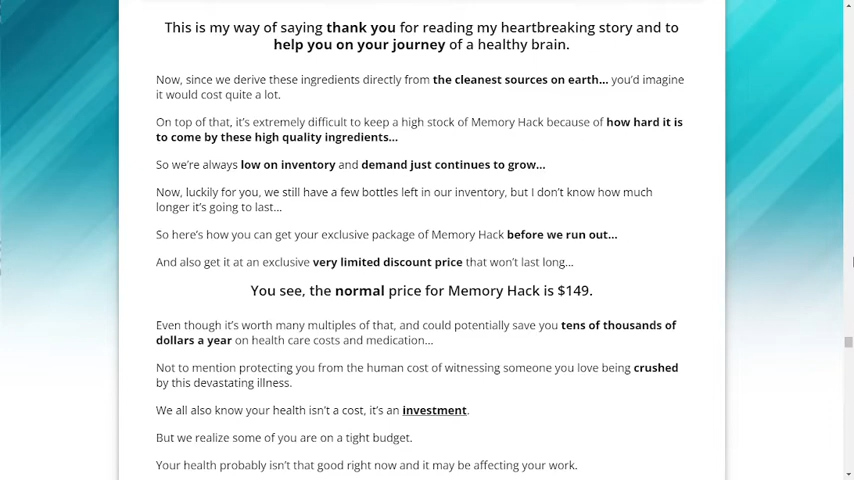 This is my way of saying thank you for reading my heartbreaking story and to
help you on your journey of a healthy brain.
Now, since we derive these ingredients directly from the cleanest sources on earth... you'd imagine
it would cost quite a lot.
On top of that, it's extremely difficult to keep a high stock of Memory Hack because of how hard it is
to come by these high quality ingredients...
So we're always low on inventory and demand just continues to grow...
Now, luckily for you, we still have a few bottles left in our inventory, but I don't know how much
longer it's going to last...
So here's how you can get your exclusive package of Memory Hack before we run out...
And also get it at an exclusive very limited discount price that won't last long...
You see, the normal price for Memory Hack is $149.
Even though it's worth many multiples of that, and could potentially save you tens of thousands of
dollars a year on health care costs and medication...
Not to mention protecting you from the human cost of witnessing someone you love being crushed
by this devastating illness.
We all also know your health isn't a cost, it's an investment.
But we realize some of you are on a tight budget.
Your health probably isn't that good right now and it may be affecting your work.